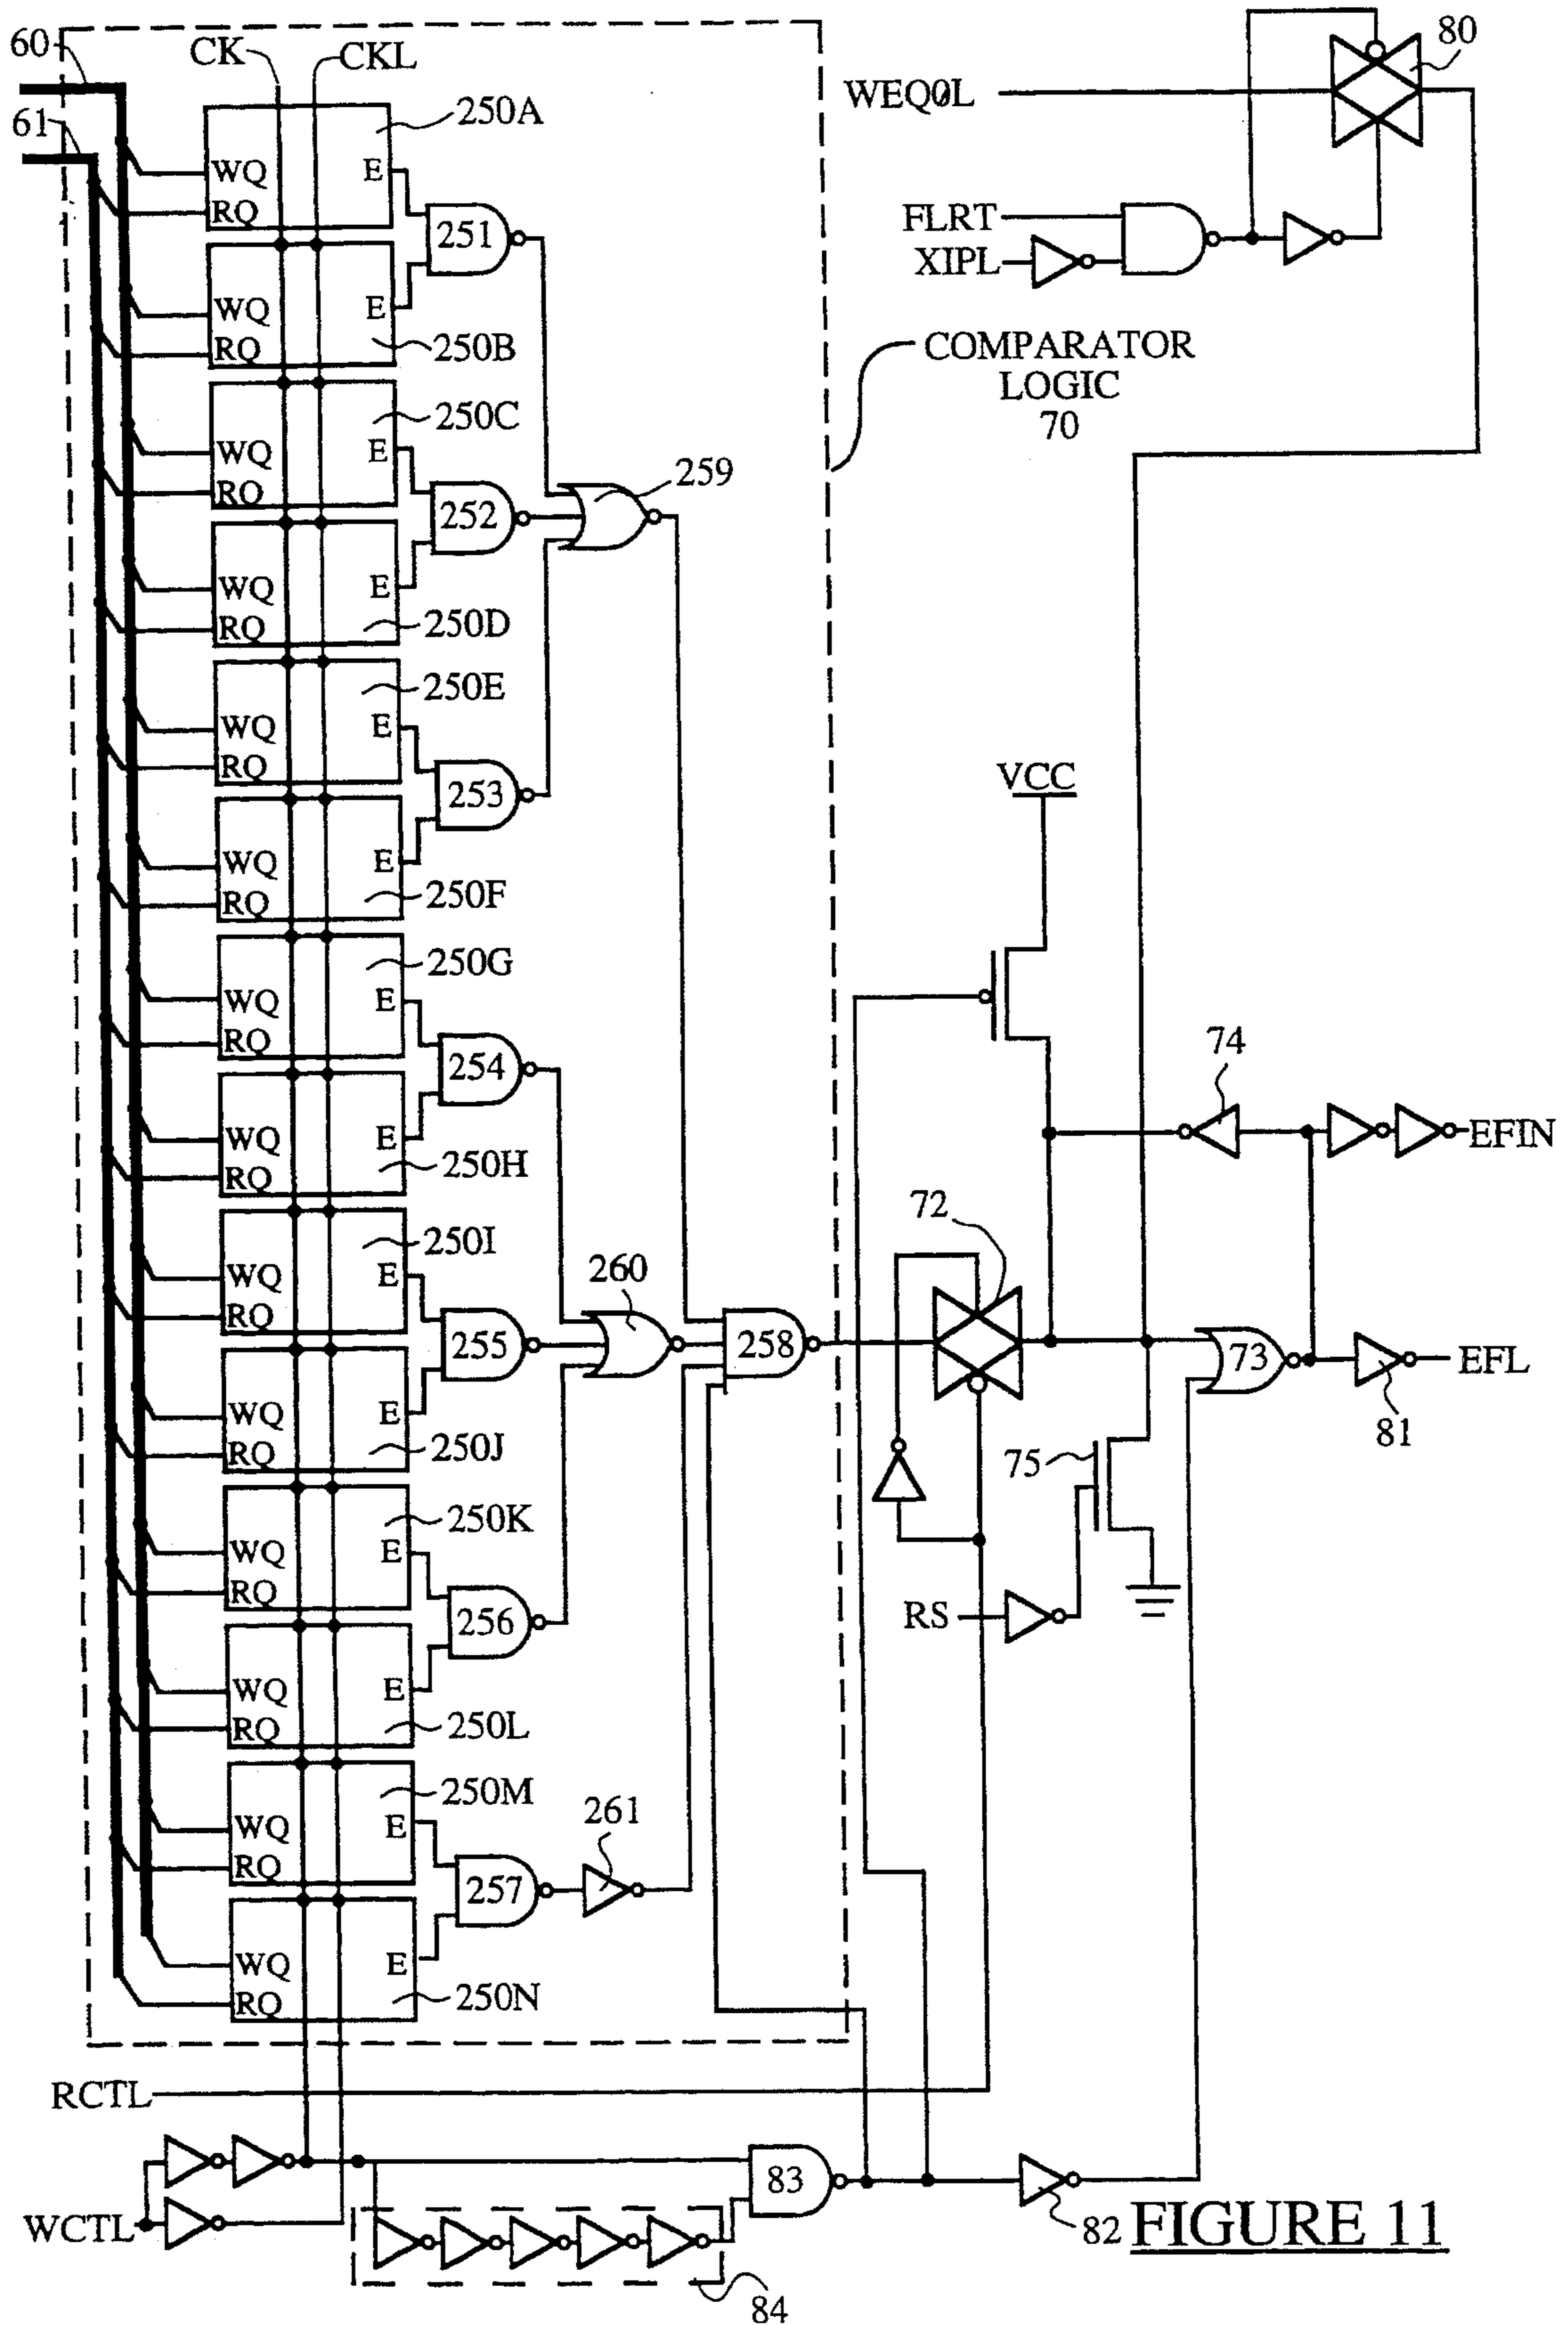 60
CK
CKL
80
WEQ0L
250A
61
WQ
E
RQ
251
FLRT
XIPL
WQ
E
RQ
250B
COMPARATOR
LOGIC
70
250C
WQ
E
RQ
259
252
WQ
E
RQ
250D
250E
WQ
E
RQ
253
VCC
WQ
E
RQ
250F
250G
WQ
E
RQ
254
74
EFIN
WQ
E
RQ
250H
72
250I
WQ
E
RQ
260
255
258
73
EFL
WQ
E
RQ
250J
81
75
250K
WQ
E
RQ
256
RS
WQ
E
RQ
250L
250M
WQ
E
RQ
261
257
WQ
E
RQ
250N
RCTL
83
WCTL
82
FIGURE 11
84